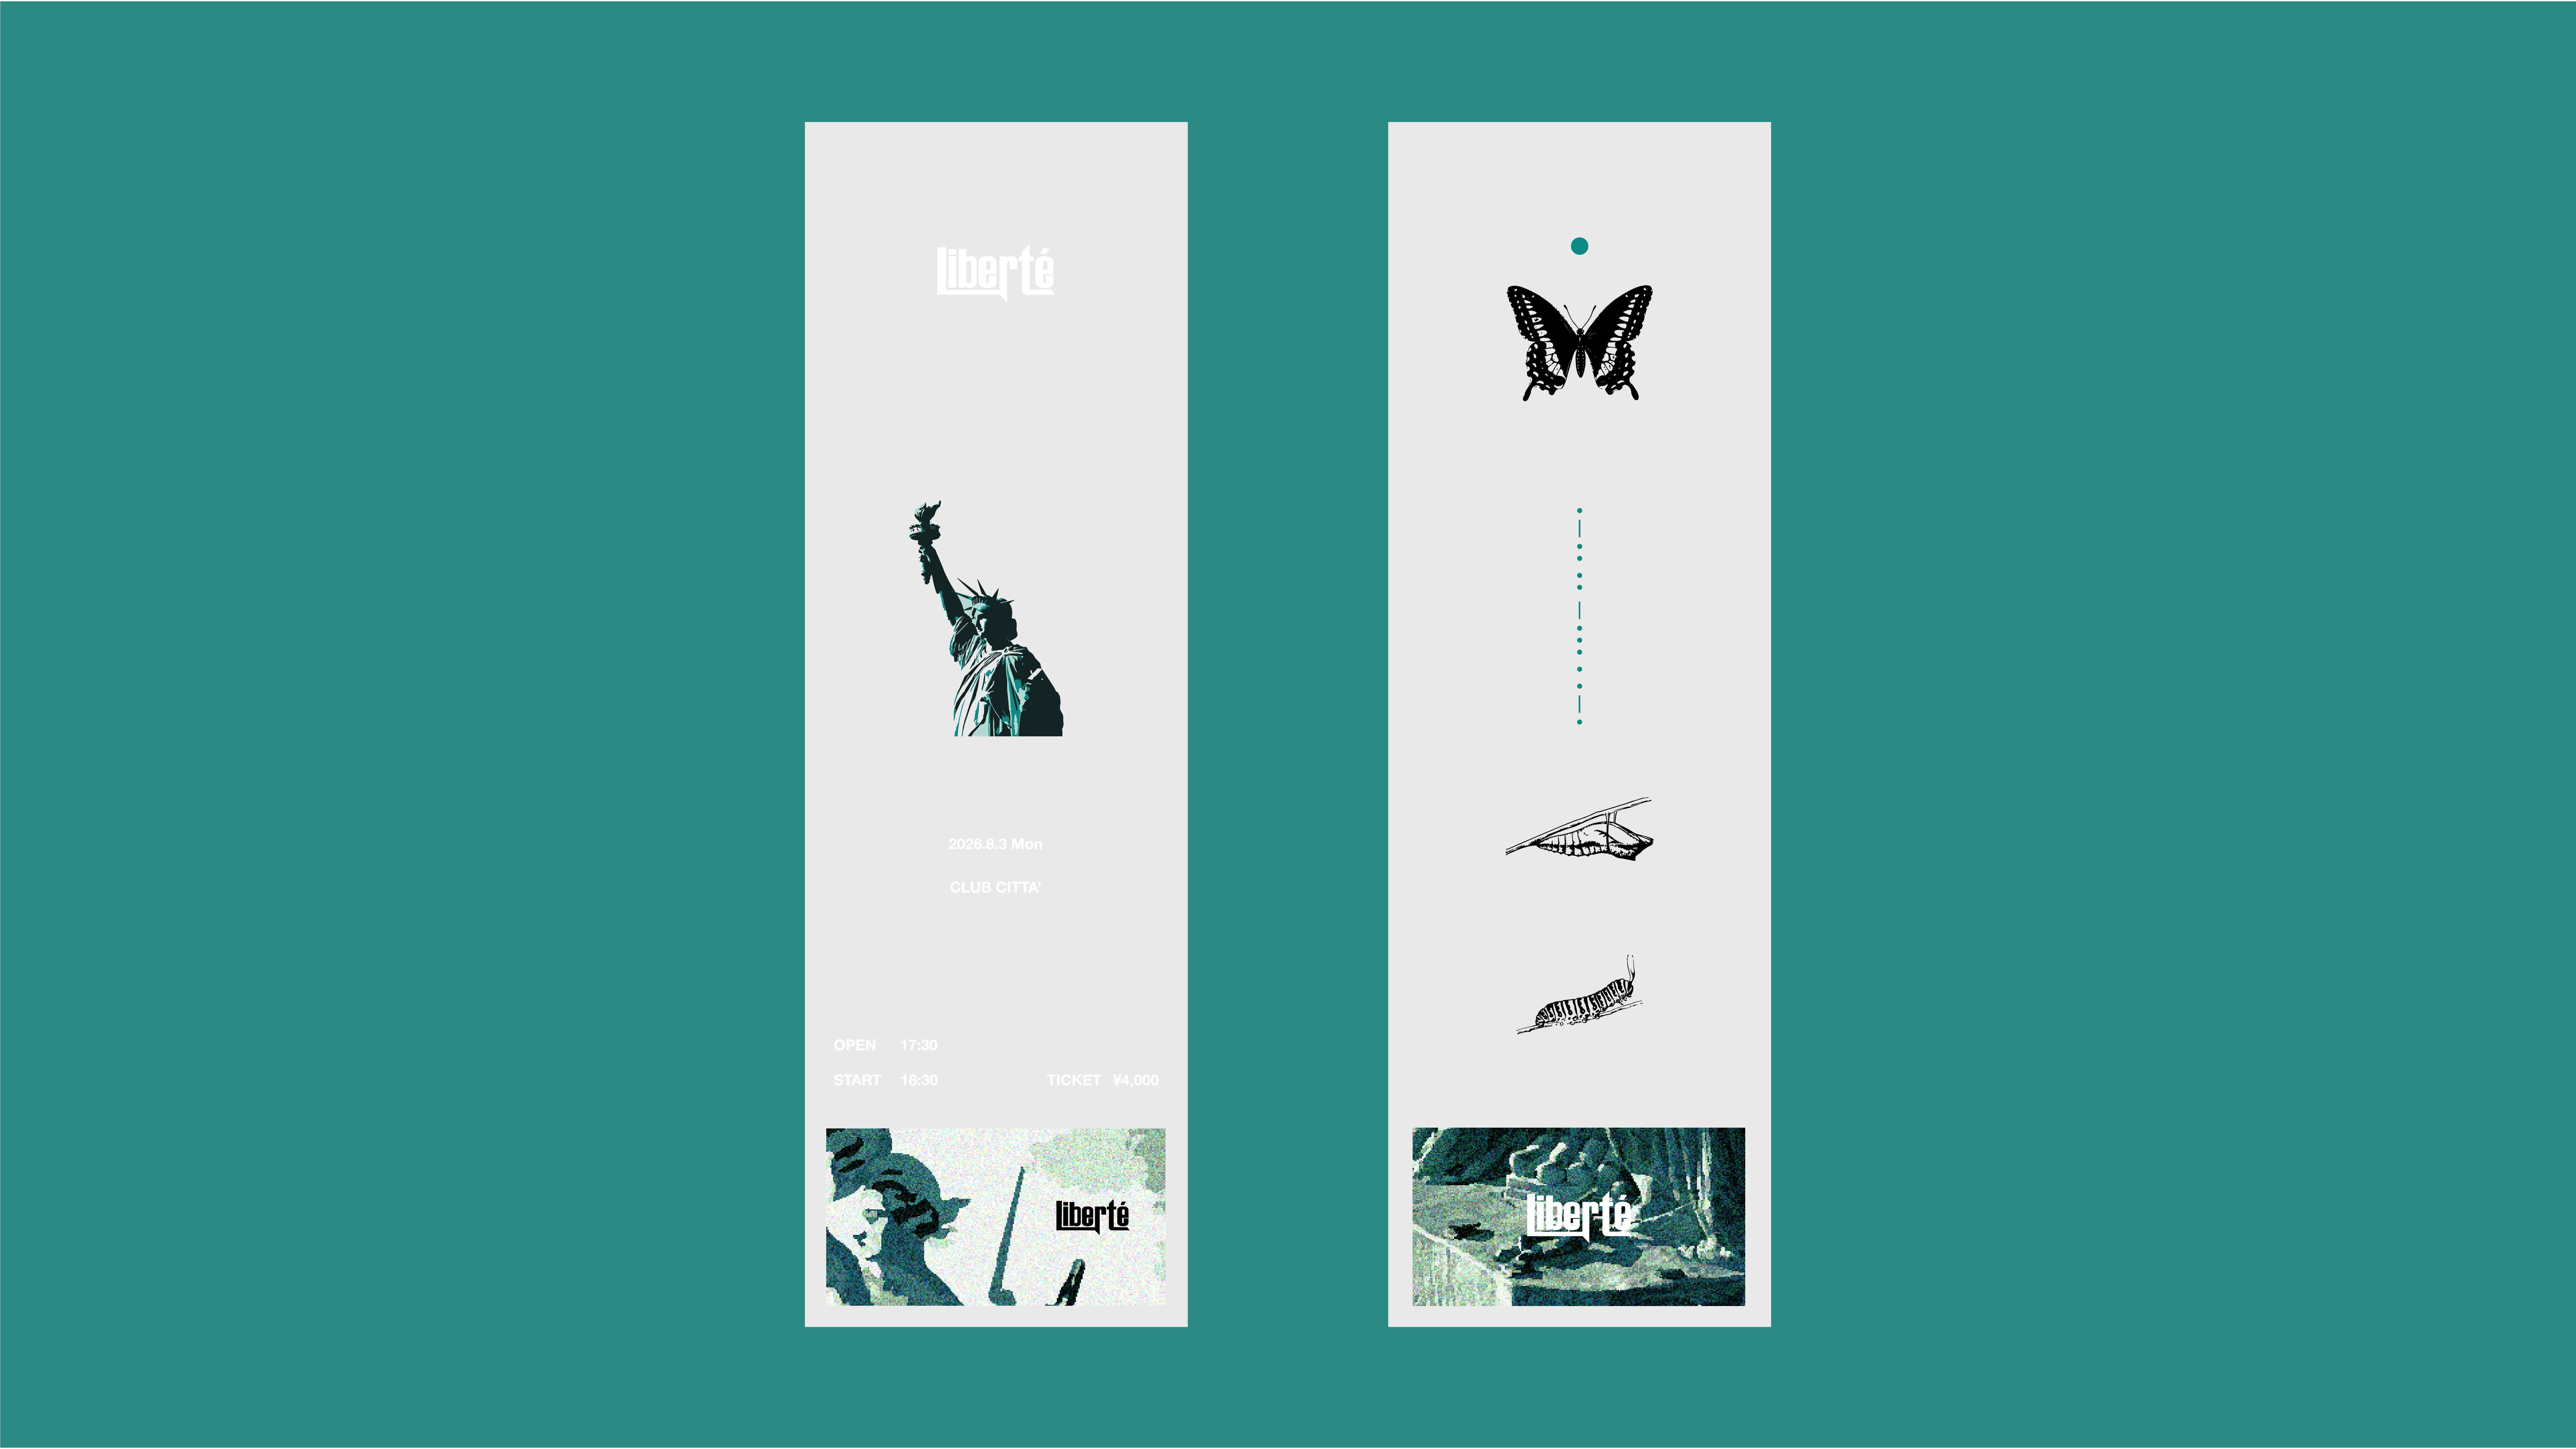 Liberté
2026.8.3 Mon
CLUB CITTA'
OPEN 17:30
START 18:30
TICKET ¥4,000
Liberté
Liberté